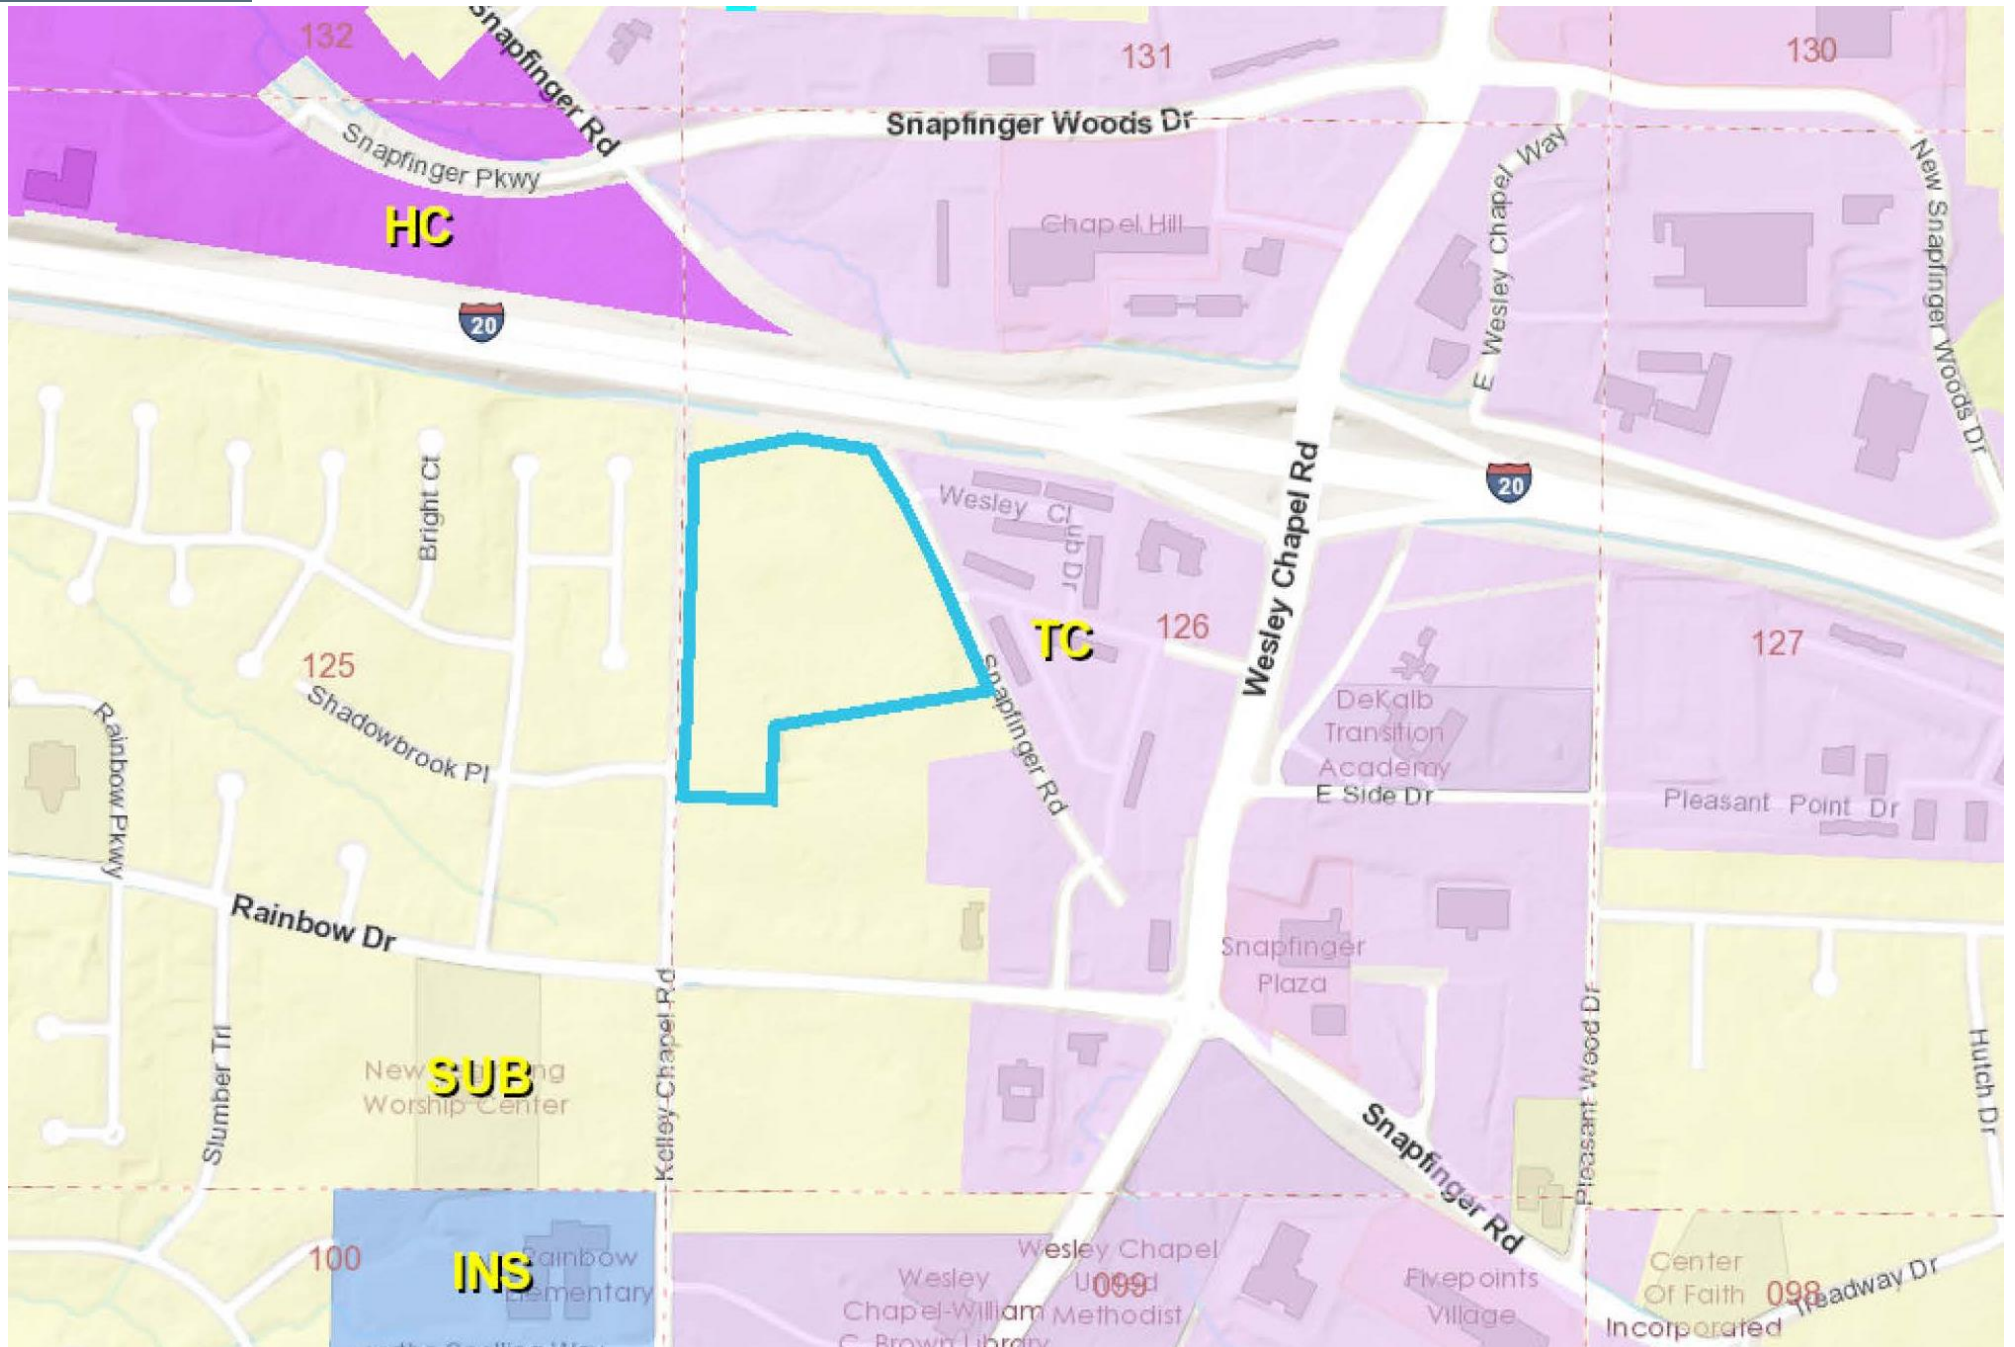 132
Snapfinger Rd
131
130
Snapfinger Woods Dr
Snapfinger Pkwy
E Wesley Chapel Way
New Snapfinger Woods Dr
HC
Chapel Hill
20
20
Bright Ct
Wesley Club Dr
Wesley Chapel Rd
TC
126
127
125
Shadowbrook Pl
Snapfinger Rd
DeKalb
Transition
Academy
E Side Dr
Pleasant Point Dr
Rainbow Pkwy
Rainbow Dr
Snapfinger
Plaza
Kelley Chapel Rd
Pleasant Wood Dr
Hutch Dr
Slumber Trl
SUB
New Beginning
Worship Center
Snapfinger Rd
INS
100
Rainbow
Elementary
Wesley
Chapel-William
C. Brown Library
Wesley Chapel
United
Methodist
099
Fivepoints
Village
Center
Of Faith
Incorporated
098
Treadway Dr